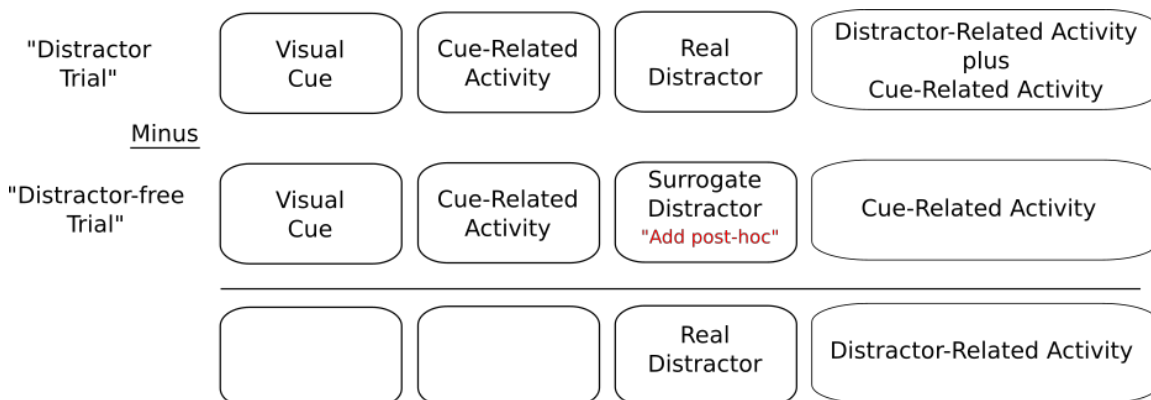 "Distractor
Trial"
Visual
Cue
Cue-Related
Activity
Real
Distractor
Distractor-Related Activity
plus
Cue-Related Activity
Minus
"Distractor-free
Trial"
Visual
Cue
Cue-Related
Activity
Surrogate
Distractor
"Add post-hoc"
Cue-Related Activity
Real
Distractor
Distractor-Related Activity